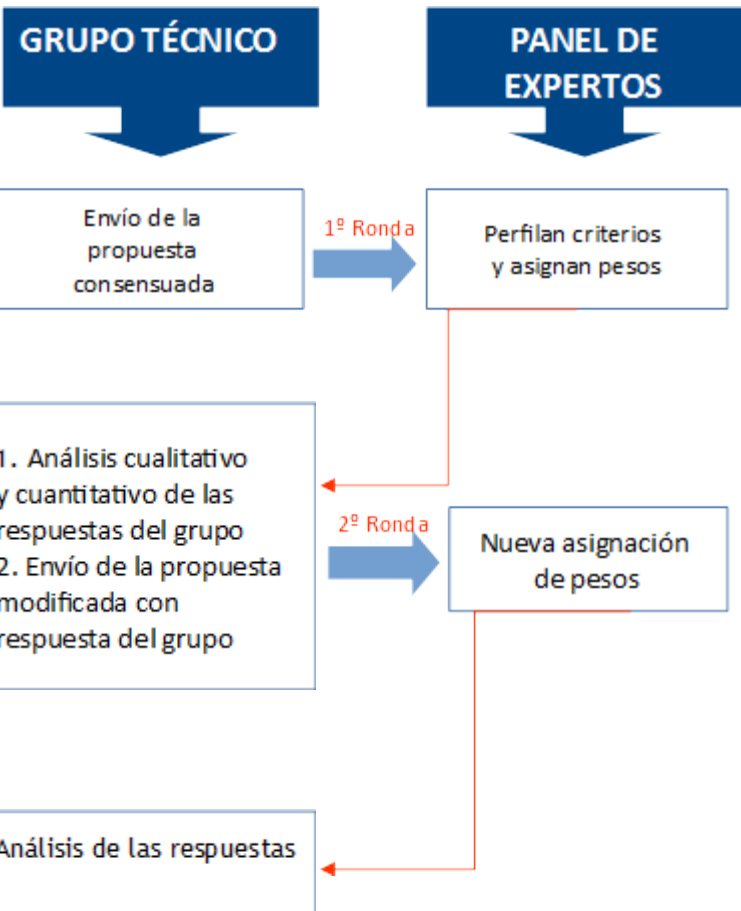 GRUPO TÉCNICO
PANEL DE
EXPERTOS
Envío de la
propuesta
consensuada
1º Ronda
Perfilan criterios
y asignan pesos
1. Análisis cualitativo
y cuantitativo de las
respuestas del grupo
2. Envío de la propuesta
modificada con
respuesta del grupo
2º Ronda
Nueva asignación
de pesos
Análisis de las respuestas